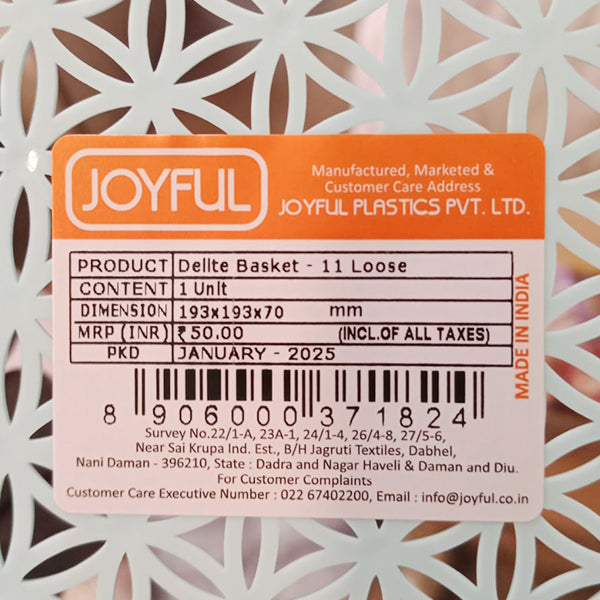 JOYFUL
Manufactured, Marketed &
Customer Care Address
JOYFUL PLASTICS PVT. LTD.
PRODUCT Delite Basket - 11 Loose
CONTENT 1 Unit
DIMENSION 193x193x70 mm
MRP (INR) ₹ 50.00 (INCL.OF ALL TAXES)
PKD JANUARY - 2025
MADE IN INDIA
8 906000 371824
Survey No.22/1-A, 23A-1, 24/1-4, 26/4-8, 27/5-6,
Near Sai Krupa Ind. Est., B/H Jagruti Textiles, Dabhel,
Nani Daman - 396210, State : Dadra and Nagar Haveli & Daman and Diu.
For Customer Complaints
Customer Care Executive Number : 022 67402200, Email : info@joyful.co.in